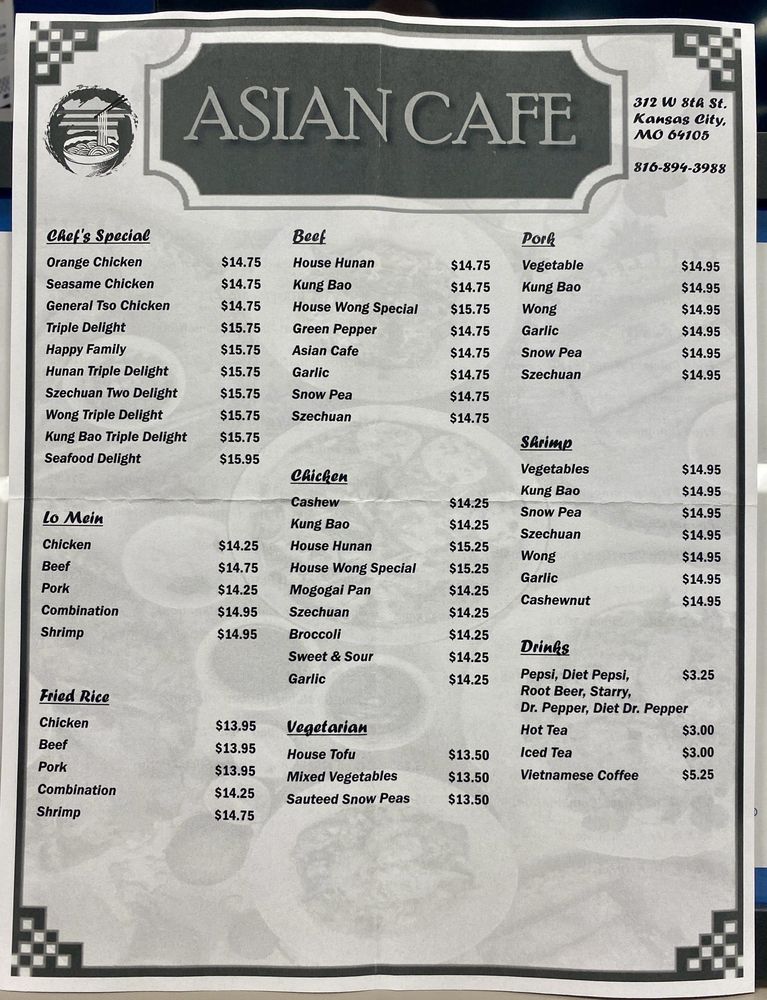 ASIAN CAFE
312 W 8th St.
Kansas City,
MO 64105
816-894-3988
Chef's Special
Orange Chicken $14.75
Seasame Chicken $14.75
General Tso Chicken $14.75
Triple Delight $15.75
Happy Family $15.75
Hunan Triple Delight $15.75
Szechuan Two Delight $15.75
Wong Triple Delight $15.75
Kung Bao Triple Delight $15.75
Seafood Delight $15.95
Lo Mein
Chicken $14.25
Beef $14.75
Pork $14.25
Combination $14.95
Shrimp $14.95
Fried Rice
Chicken $13.95
Beef $13.95
Pork $13.95
Combination $14.25
Shrimp $14.75
Beef
House Hunan $14.75
Kung Bao $14.75
House Wong Special $15.75
Green Pepper $14.75
Asian Cafe $14.75
Garlic $14.75
Snow Pea $14.75
Szechuan $14.75
Chicken
Cashew $14.25
Kung Bao $14.25
House Hunan $15.25
House Wong Special $15.25
Mogogai Pan $14.25
Szechuan $14.25
Broccoli $14.25
Sweet & Sour $14.25
Garlic $14.25
Vegetarian
House Tofu $13.50
Mixed Vegetables $13.50
Sauteed Snow Peas $13.50
Pork
Vegetable $14.95
Kung Bao $14.95
Wong $14.95
Garlic $14.95
Snow Pea $14.95
Szechuan $14.95
Shrimp
Vegetables $14.95
Kung Bao $14.95
Snow Pea $14.95
Szechuan $14.95
Wong $14.95
Garlic $14.95
Cashewnut $14.95
Drinks
Pepsi, Diet Pepsi, $3.25
Root Beer, Starry,
Dr. Pepper, Diet Dr. Pepper
Hot Tea $3.00
Iced Tea $3.00
Vietnamese Coffee $5.25